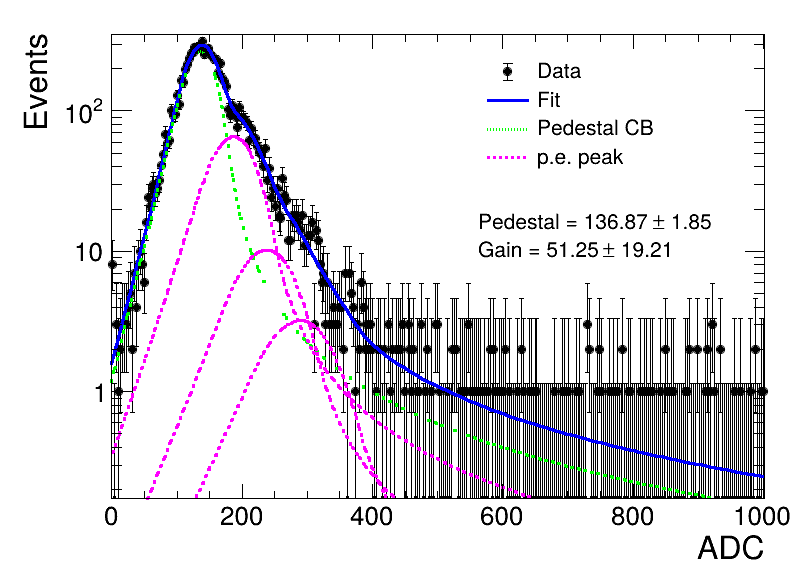 Events
10²
10
1
Data
Fit
Pedestal CB
p.e. peak
Pedestal = 136.87 ± 1.85
Gain = 51.25 ± 19.21
0 200 400 600 800 1000
ADC